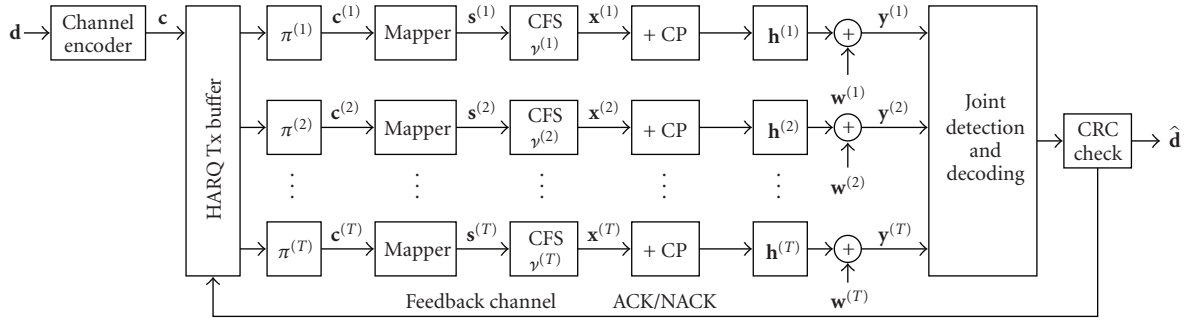 d
Channel
encoder
c
HARQ Tx buffer
π(1)
c(1)
Mapper
s(1)
CFS
ν(1)
x(1)
+ CP
h(1)
+
w(1)
y(1)
π(2)
c(2)
Mapper
s(2)
CFS
ν(2)
x(2)
+ CP
h(2)
+
w(2)
y(2)
⋮ ⋮ ⋮ ⋮ ⋮
π(T)
c(T)
Mapper
s(T)
CFS
ν(T)
x(T)
+ CP
h(T)
+
w(T)
y(T)
Joint
detection
and
decoding
CRC
check
d̂
Feedback channel ACK/NACK